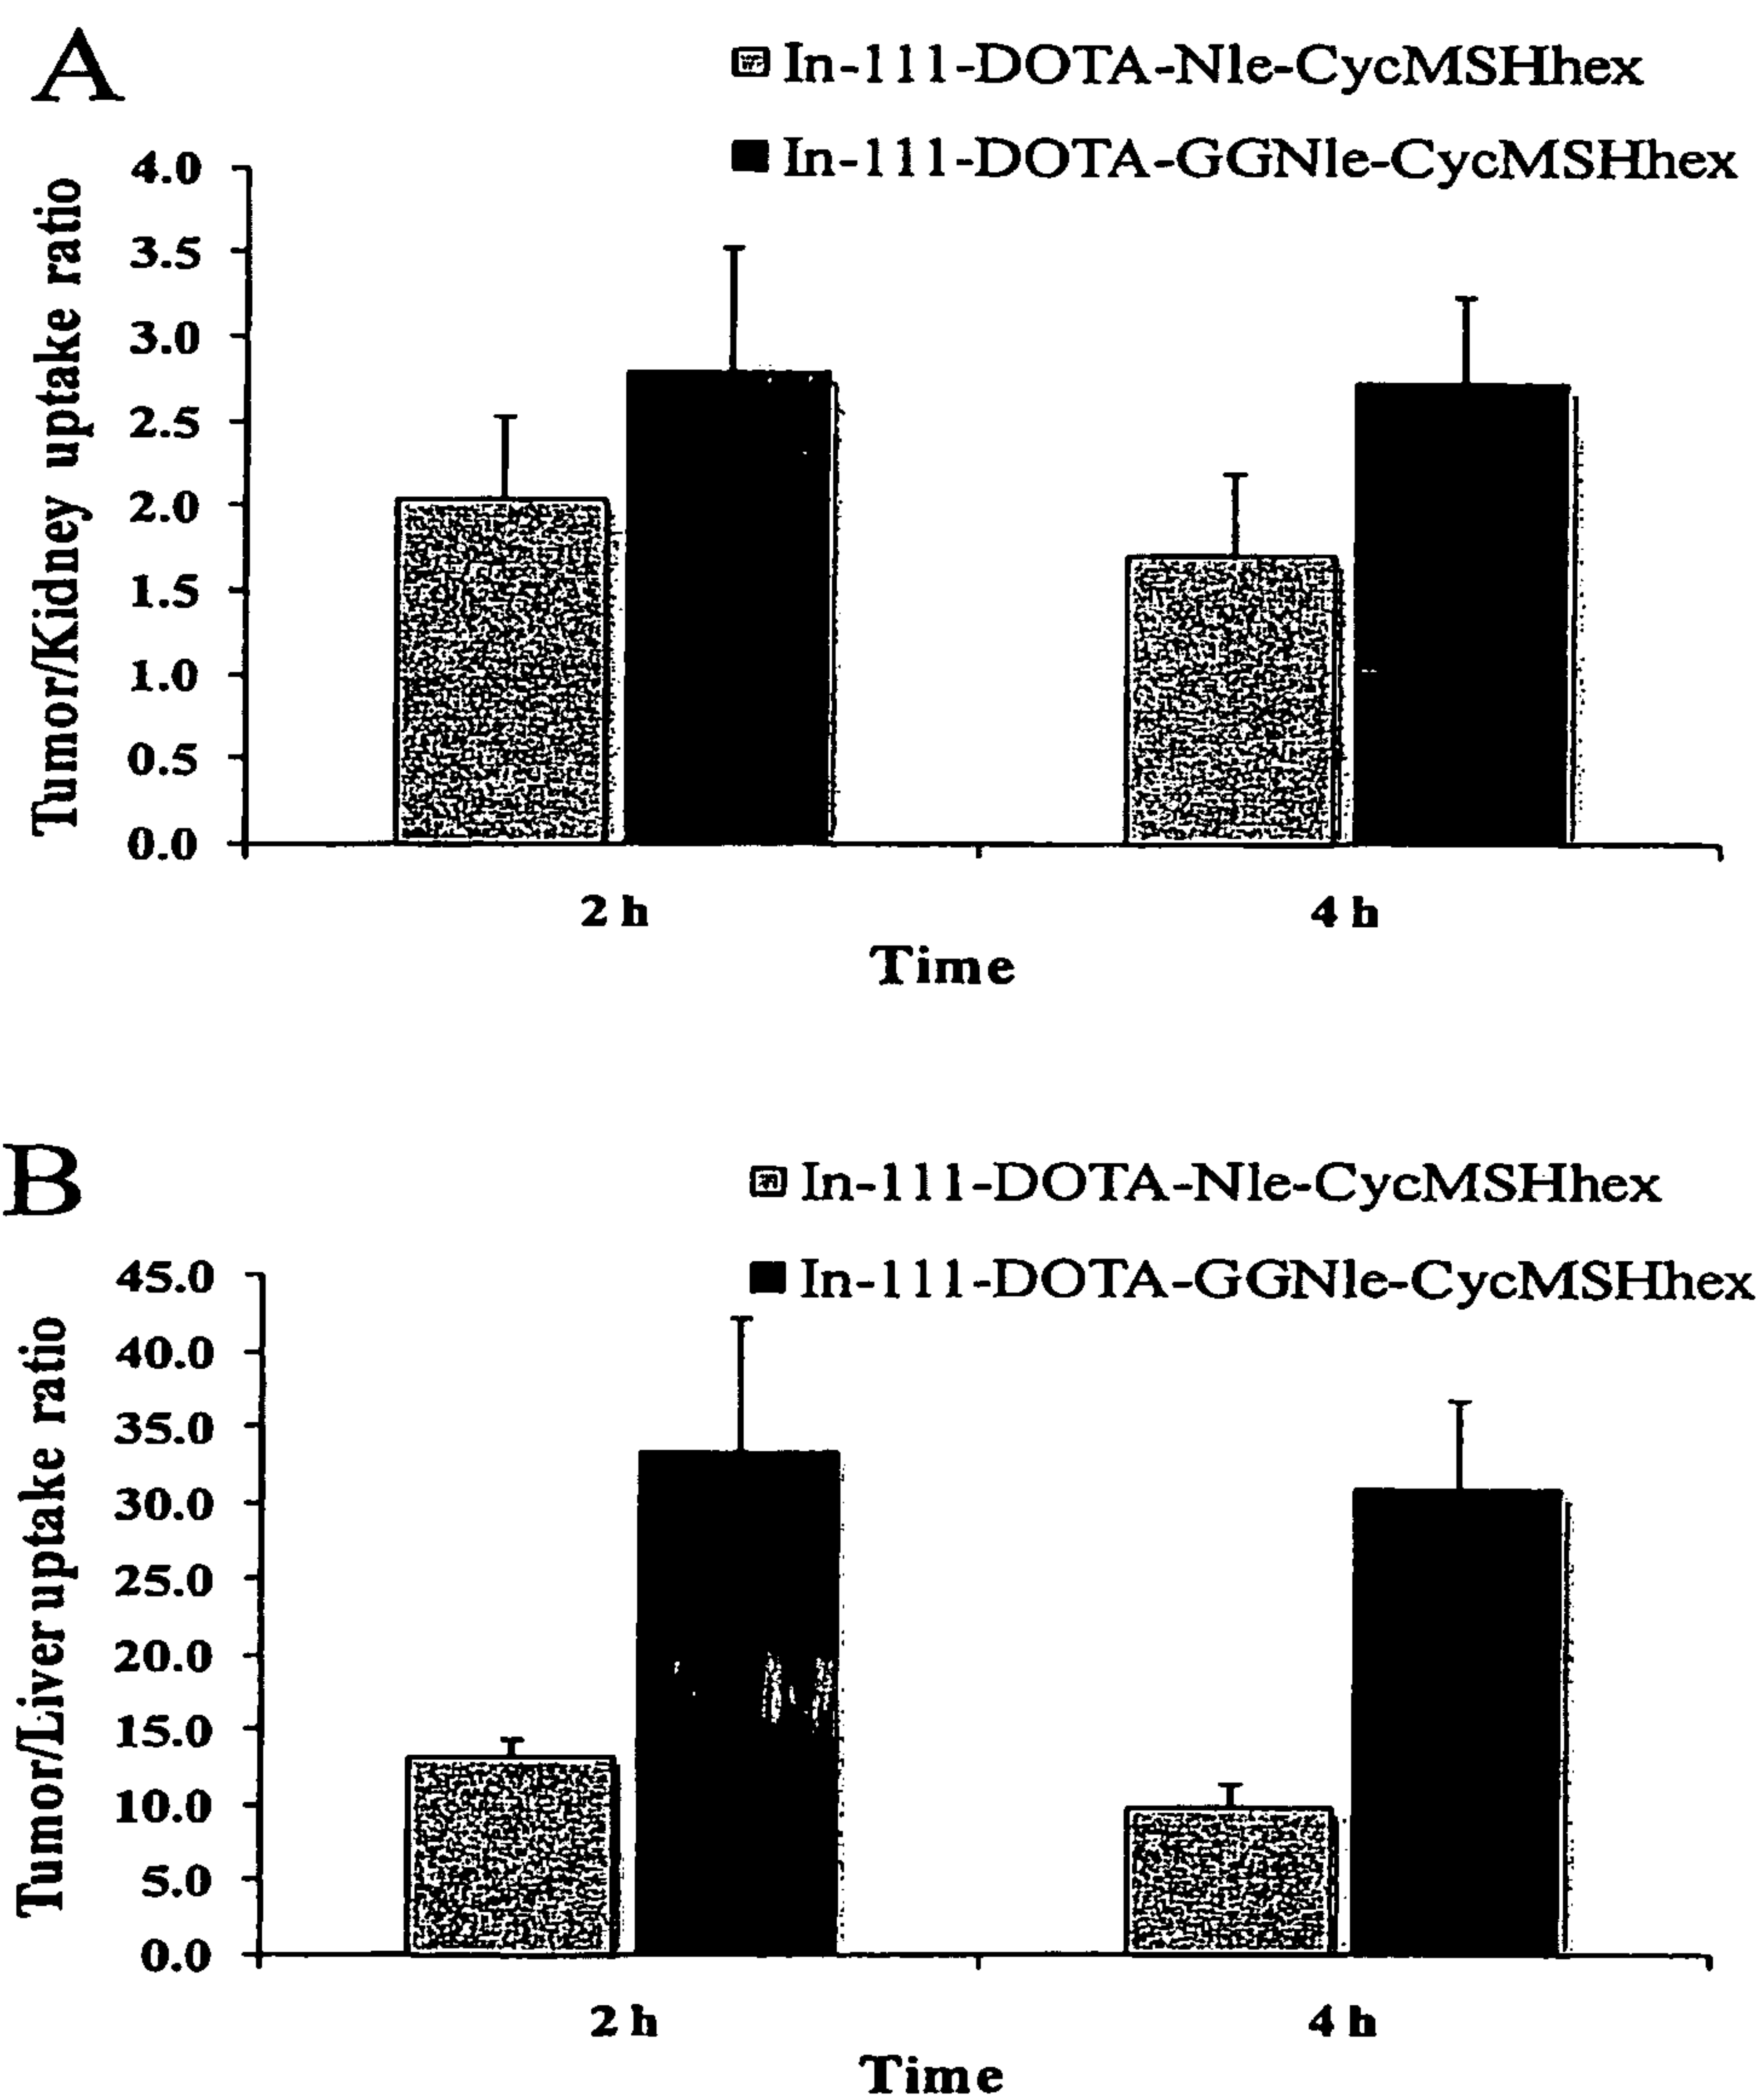 A
In-111-DOTA-Nle-CycMSHhex
In-111-DOTA-GGNle-CycMSHhex
Tumor/Kidney uptake ratio
4.0
3.5
3.0
2.5
2.0
1.5
1.0
0.5
0.0
2 h
4 h
Time
B
In-111-DOTA-Nle-CycMSHhex
In-111-DOTA-GGNle-CycMSHhex
Tumor/Liver uptake ratio
45.0
40.0
35.0
30.0
25.0
20.0
15.0
10.0
5.0
0.0
2 h
4 h
Time